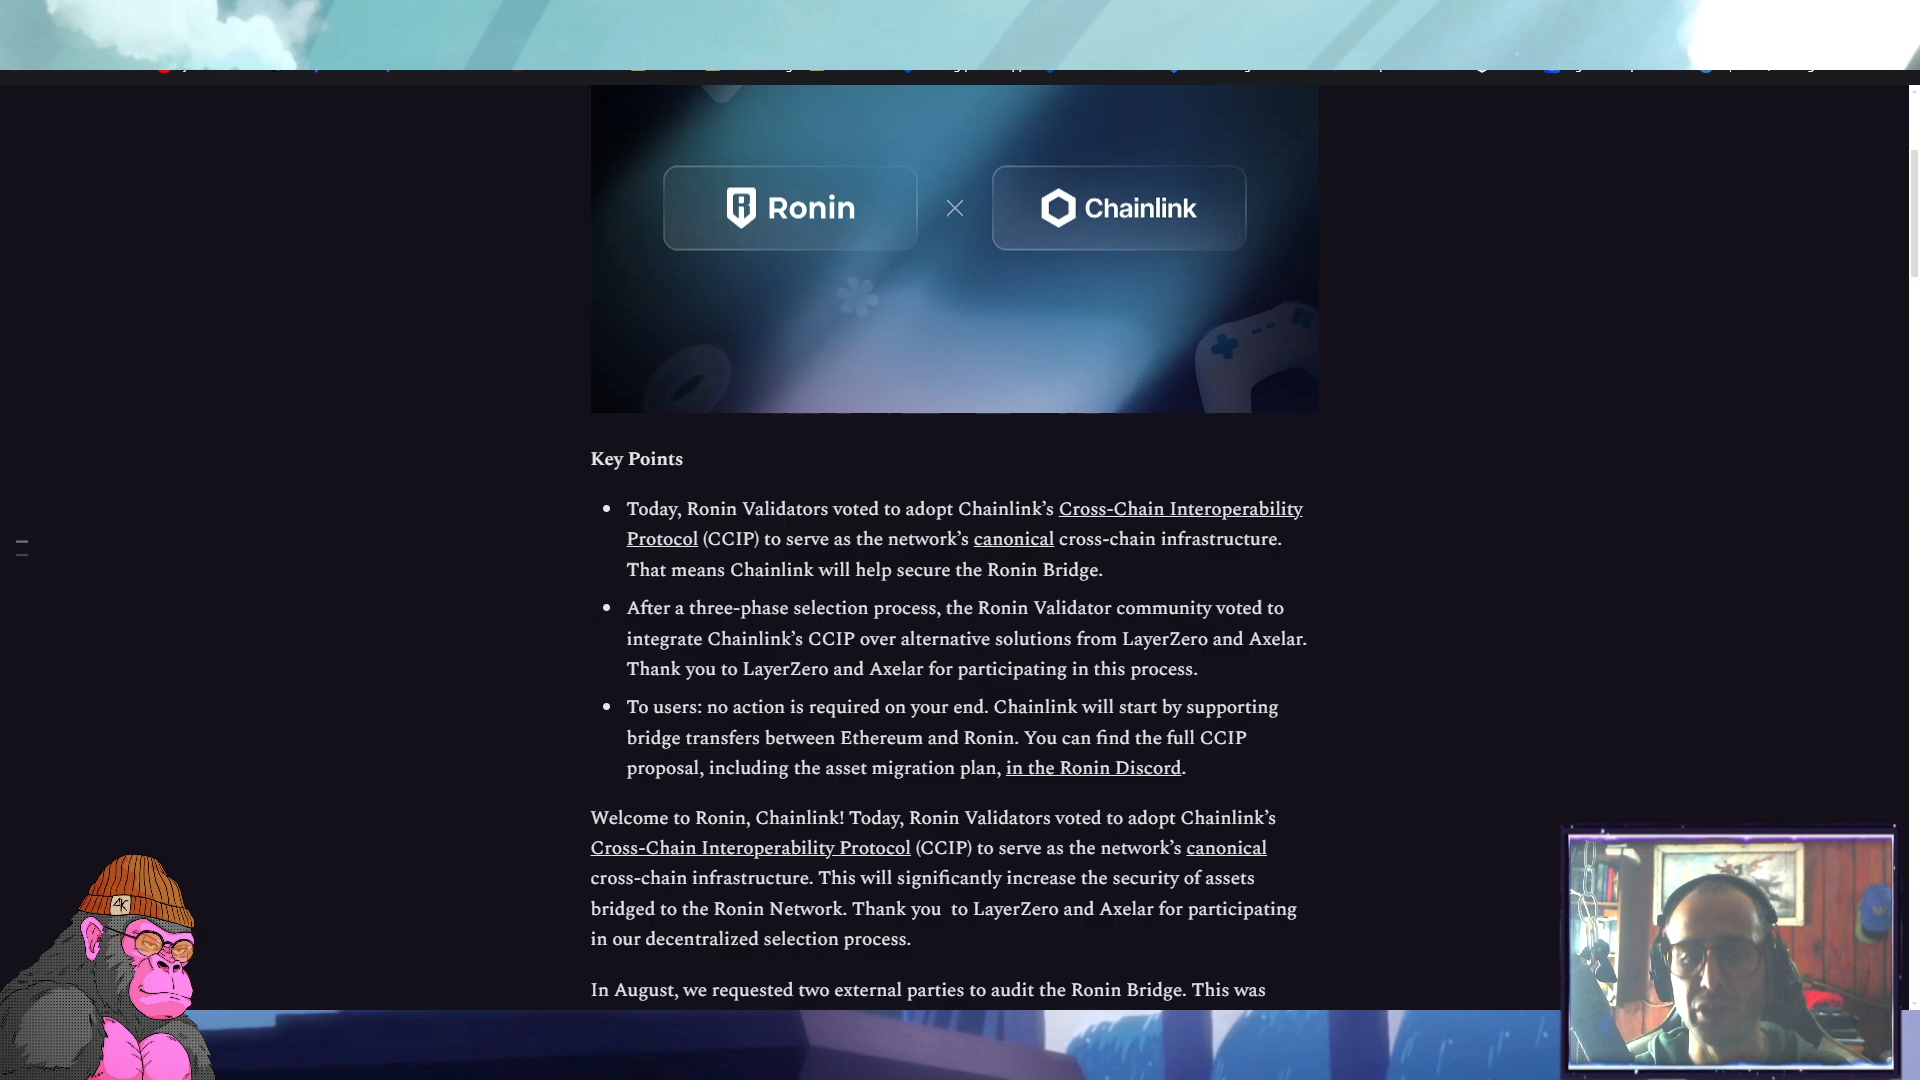 Ronin
Chainlink
Key Points
Today, Ronin Validators voted to adopt Chainlink’s Cross-Chain Interoperability
Protocol (CCIP) to serve as the network’s canonical cross-chain infrastructure.
That means Chainlink will help secure the Ronin Bridge.
After a three-phase selection process, the Ronin Validator community voted to
integrate Chainlink’s CCIP over alternative solutions from LayerZero and Axelar.
Thank you to LayerZero and Axelar for participating in this process.
To users: no action is required on your end. Chainlink will start by supporting
bridge transfers between Ethereum and Ronin. You can find the full CCIP
proposal, including the asset migration plan, in the Ronin Discord.
Welcome to Ronin, Chainlink! Today, Ronin Validators voted to adopt Chainlink’s
Cross-Chain Interoperability Protocol (CCIP) to serve as the network’s canonical
cross-chain infrastructure. This will significantly increase the security of assets
bridged to the Ronin Network. Thank you to LayerZero and Axelar for participating
in our decentralized selection process.
In August, we requested two external parties to audit the Ronin Bridge. This was
4K